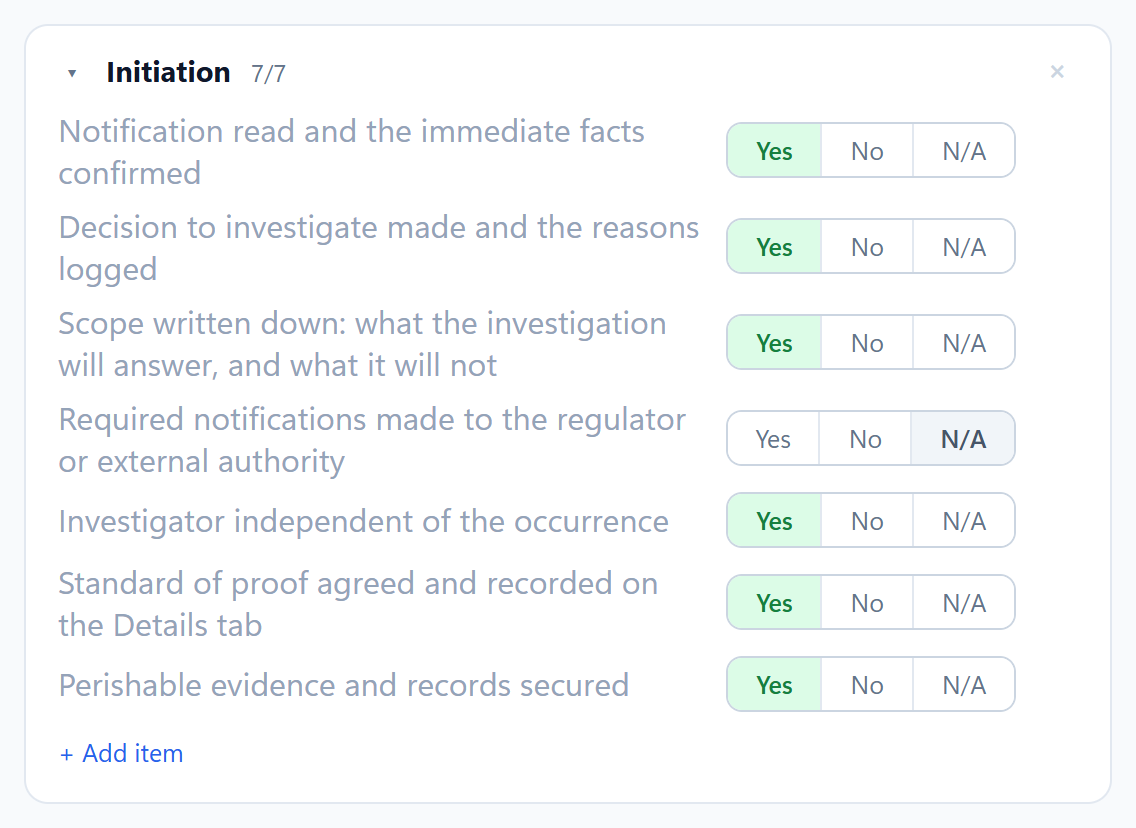 ▾ Initiation 7/7 ×
Notification read and the immediate facts
confirmed
Yes No N/A
Decision to investigate made and the reasons
logged
Yes No N/A
Scope written down: what the investigation
will answer, and what it will not
Yes No N/A
Required notifications made to the regulator
or external authority
Yes No N/A
Investigator independent of the occurrence
Yes No N/A
Standard of proof agreed and recorded on
the Details tab
Yes No N/A
Perishable evidence and records secured
Yes No N/A
+ Add item